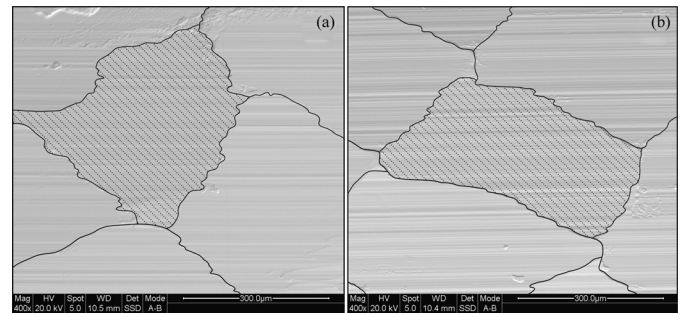 (a)
(b)
Mag HV Spot WD Det Mode 300.0µm
400x 20.0 kV 5.0 10.5 mm SSD A-B
Mag HV Spot WD Det Mode 300.0µm
400x 20.0 kV 5.0 10.4 mm SSD A-B